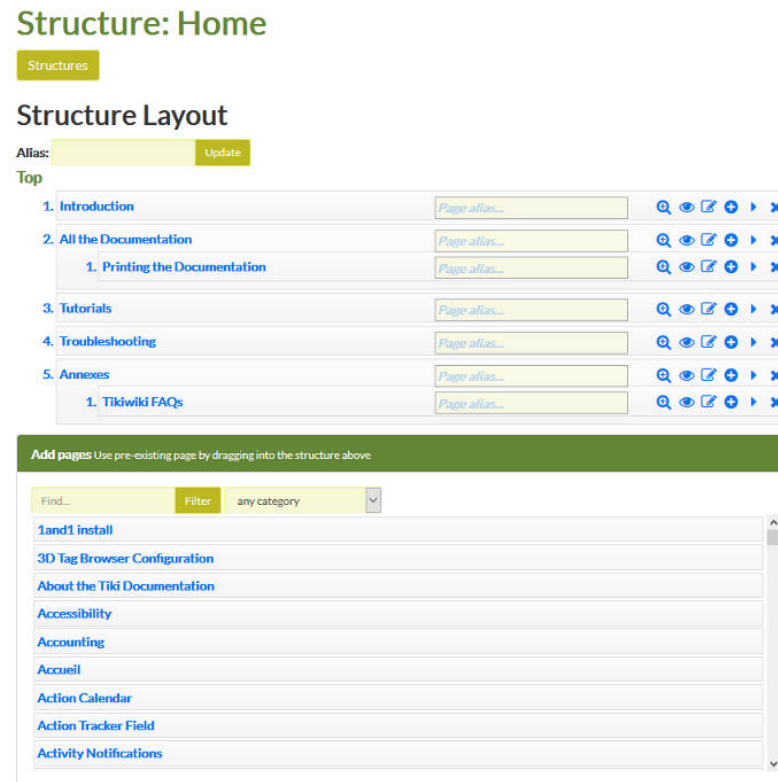 Structure: Home
Structures
Structure Layout
Alias: Update
Top
1. Introduction Page alias...
2. All the Documentation Page alias...
1. Printing the Documentation Page alias...
3. Tutorials Page alias...
4. Troubleshooting Page alias...
5. Annexes Page alias...
1. Tikiwiki FAQs Page alias...
Add pages Use pre-existing page by dragging into the structure above
Find... Filter any category
1and1 install
3D Tag Browser Configuration
About the Tiki Documentation
Accessibility
Accounting
Accueil
Action Calendar
Action Tracker Field
Activity Notifications